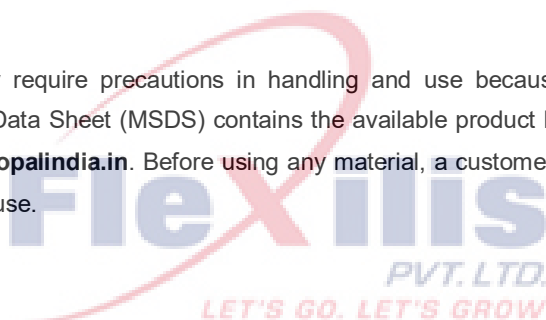 require precautions in handling and use becaus
Data Sheet (MSDS) contains the available product
opalindia.in. Before using any material, a custome
use.
FleXilis
PVT. LTD.
LET'S GO. LET'S GROW